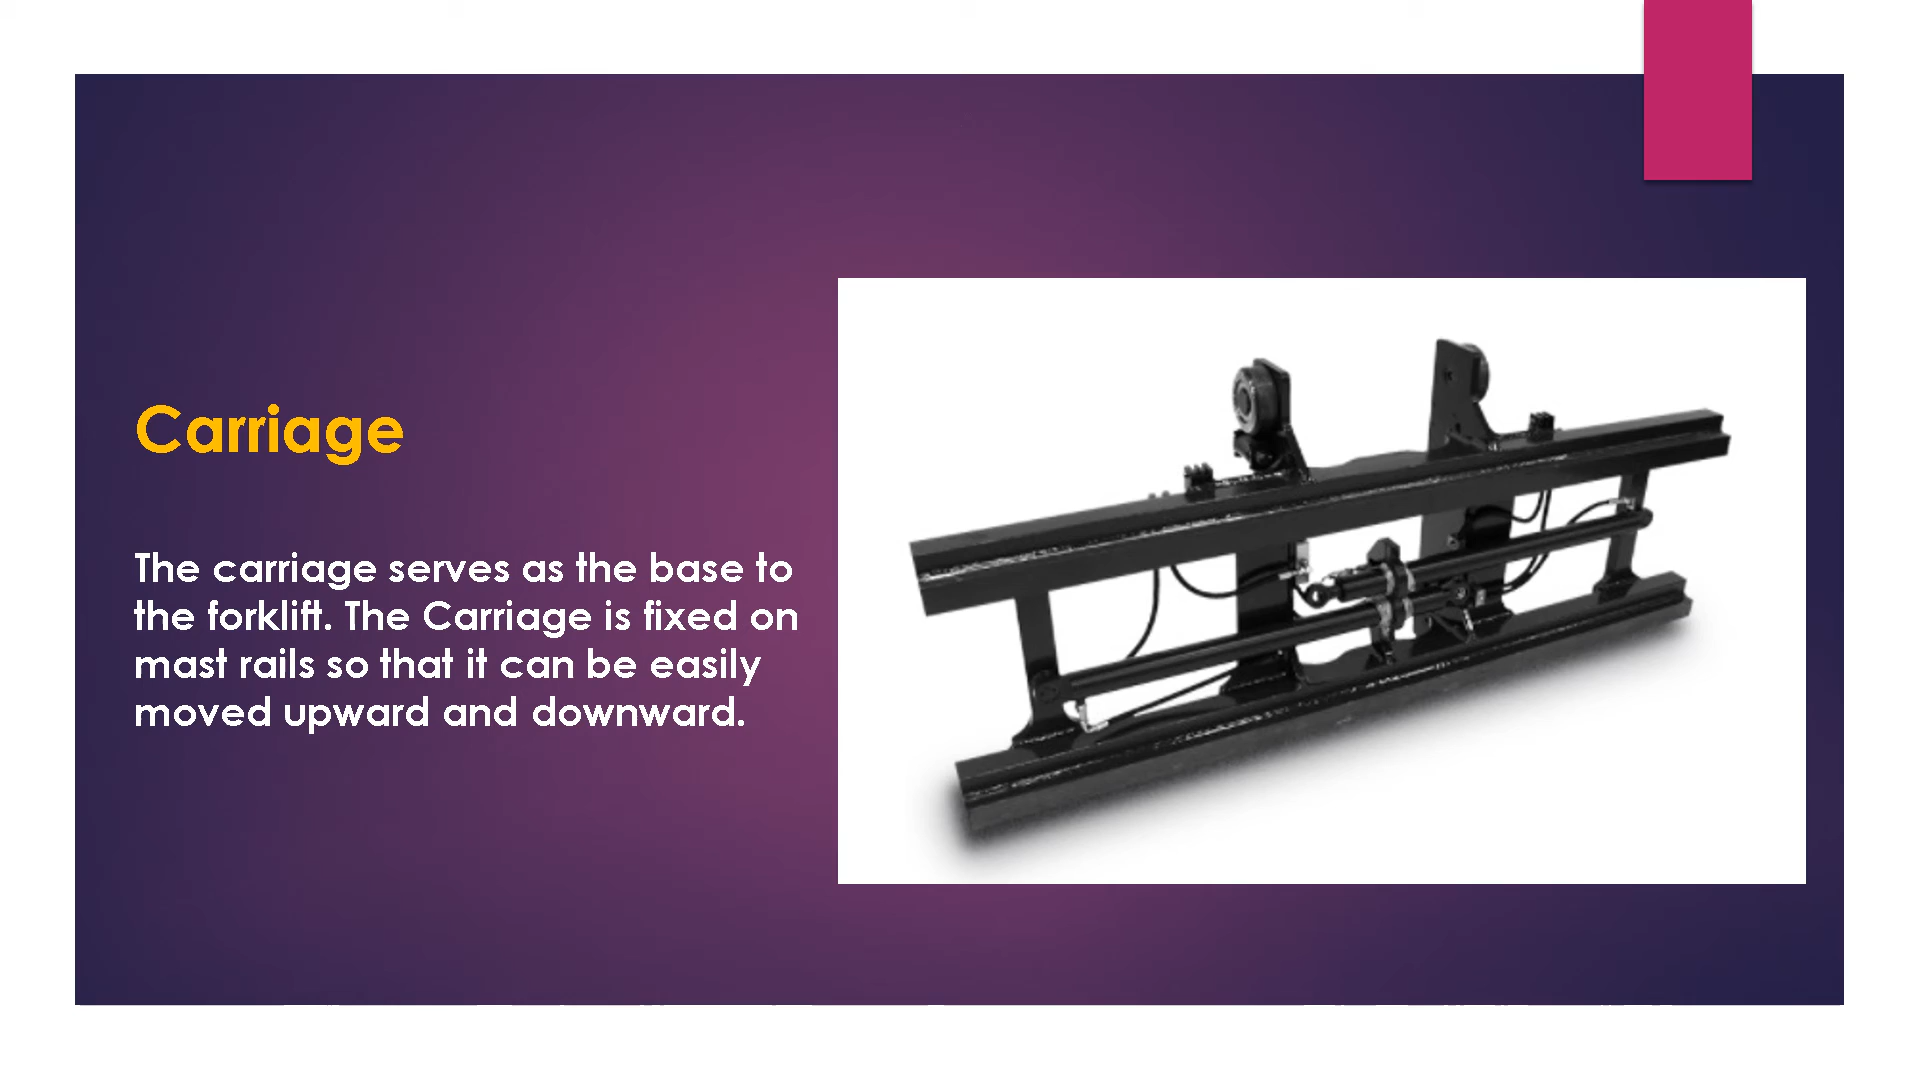 Carriage
The carriage serves as the base to
the forklift. The Carriage is fixed on
mast rails so that it can be easily
moved upward and downward.